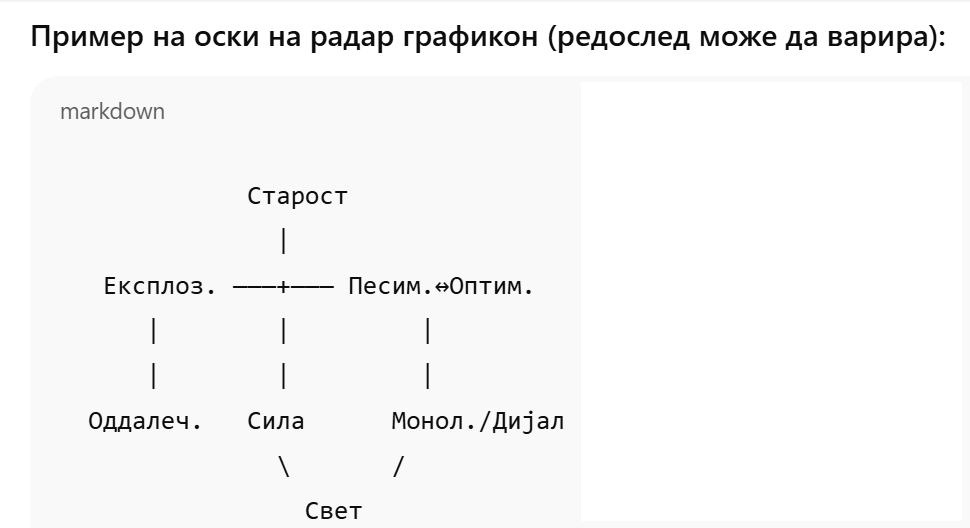 Пример на оски на радар графикон (редослед може да варира):
markdown
Старост
|
Експлоз. ———+——— Песим.↔Оптим.
| | |
| | |
Оддалеч. Сила Монол./Дијал
\ /
Свет